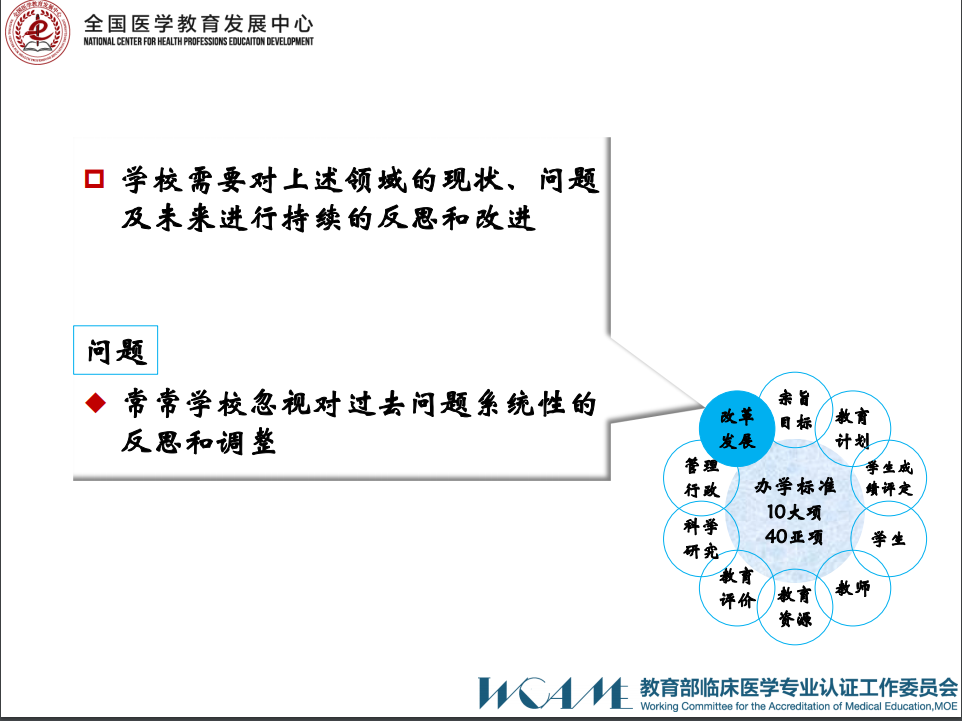 全国医学教育发展中心
NATIONAL CENTER FOR HEALTH PROFESSIONS EDUCAITON DEVELOPMENT
学校需要对上述领域的现状、问题
及未来进行持续的反思和改进
问题
常常学校忽视对过去问题系统性的
反思和调整
改革
发展
宗旨
目标
教育
计划
学生成
绩评定
学生
教师
教育
资源
教育
评价
科学
研究
管理
行政
办学标准
10大项
40亚项
WCAME
教育部临床医学专业认证工作委员会
Working Committee for the Accreditation of Medical Education,MOE